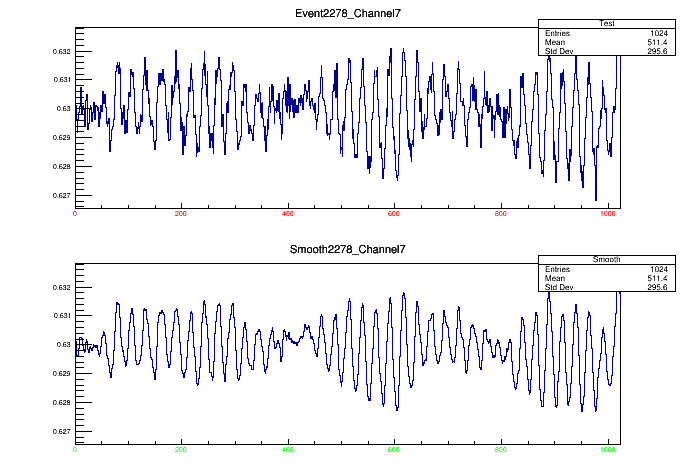 Event2278_Channel7
Test
Entries 1024
Mean 511.4
Std Dev 295.6
0.632
0.631
0.63
0.629
0.628
0.627
0 200 400 600 800 1000
Smooth2278_Channel7
Smooth
Entries 1024
Mean 511.4
Std Dev 295.6
0.632
0.631
0.63
0.629
0.628
0.627
0 200 400 600 800 1000